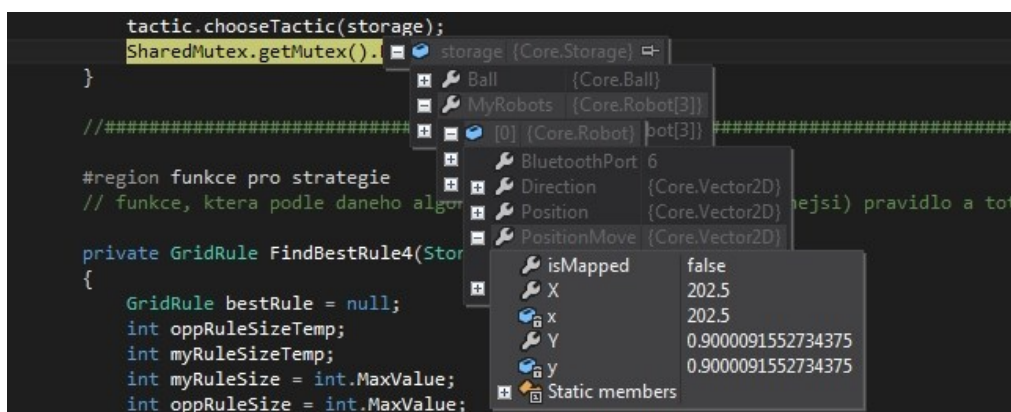 tactic.chooseTactic(storage);
SharedMutex.getMutex().
storage {Core.Storage}
}
Ball {Core.Ball}
MyRobots {Core.Robot[3]}
//##############################
[0] {Core.Robot}
bot[3]}
##############################
BluetoothPort 6
#region funkce pro strategie
Direction {Core.Vector2D}
// funkce, ktera podle daneho algo
Position {Core.Vector2D}
nejsi) pravidlo a tot
PositionMove {Core.Vector2D}
private GridRule FindBestRule4(Stor
isMapped false
{
X 202.5
GridRule bestRule = null;
x 202.5
int oppRuleSizeTemp;
Y 0.9000091552734375
int myRuleSizeTemp;
y 0.9000091552734375
int myRuleSize = int.MaxValue;
Static members
int oppRuleSize = int.MaxValue;